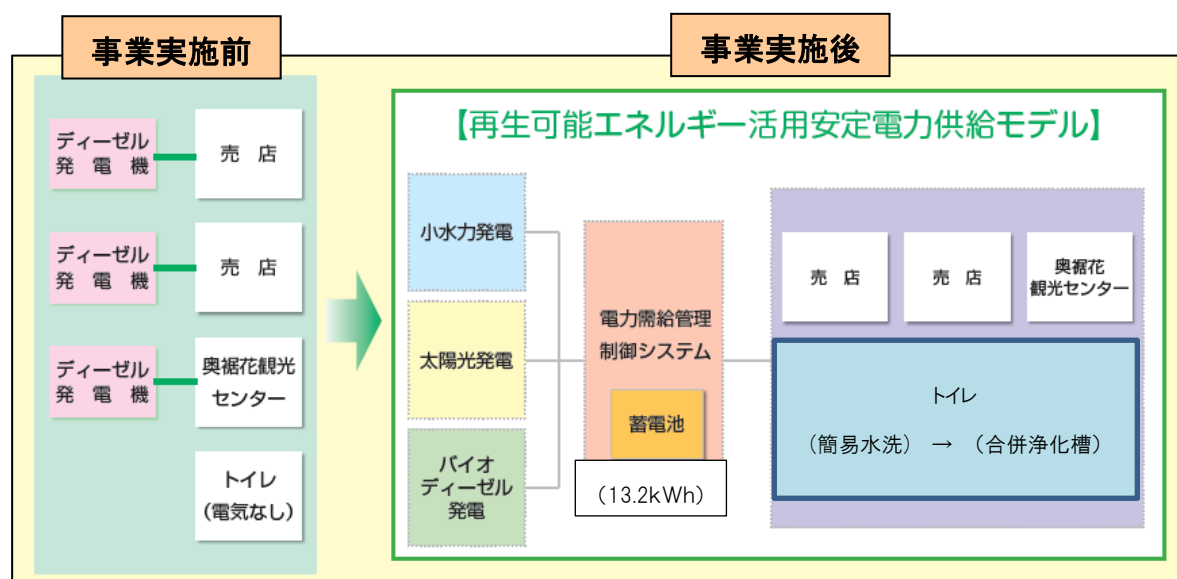 事業実施前
ディーゼル
発電機
売店
ディーゼル
発電機
売店
ディーゼル
発電機
奥裾花観光
センター
トイレ
(電気なし)
事業実施後
【再生可能エネルギー活用安定電力供給モデル】
小水力発電
太陽光発電
バイオ
ディーゼル
発電
電力需給管理
制御システム
蓄電池
(13.2kWh)
売店
売店
奥裾花
観光センター
トイレ
(簡易水洗) → (合併浄化槽)